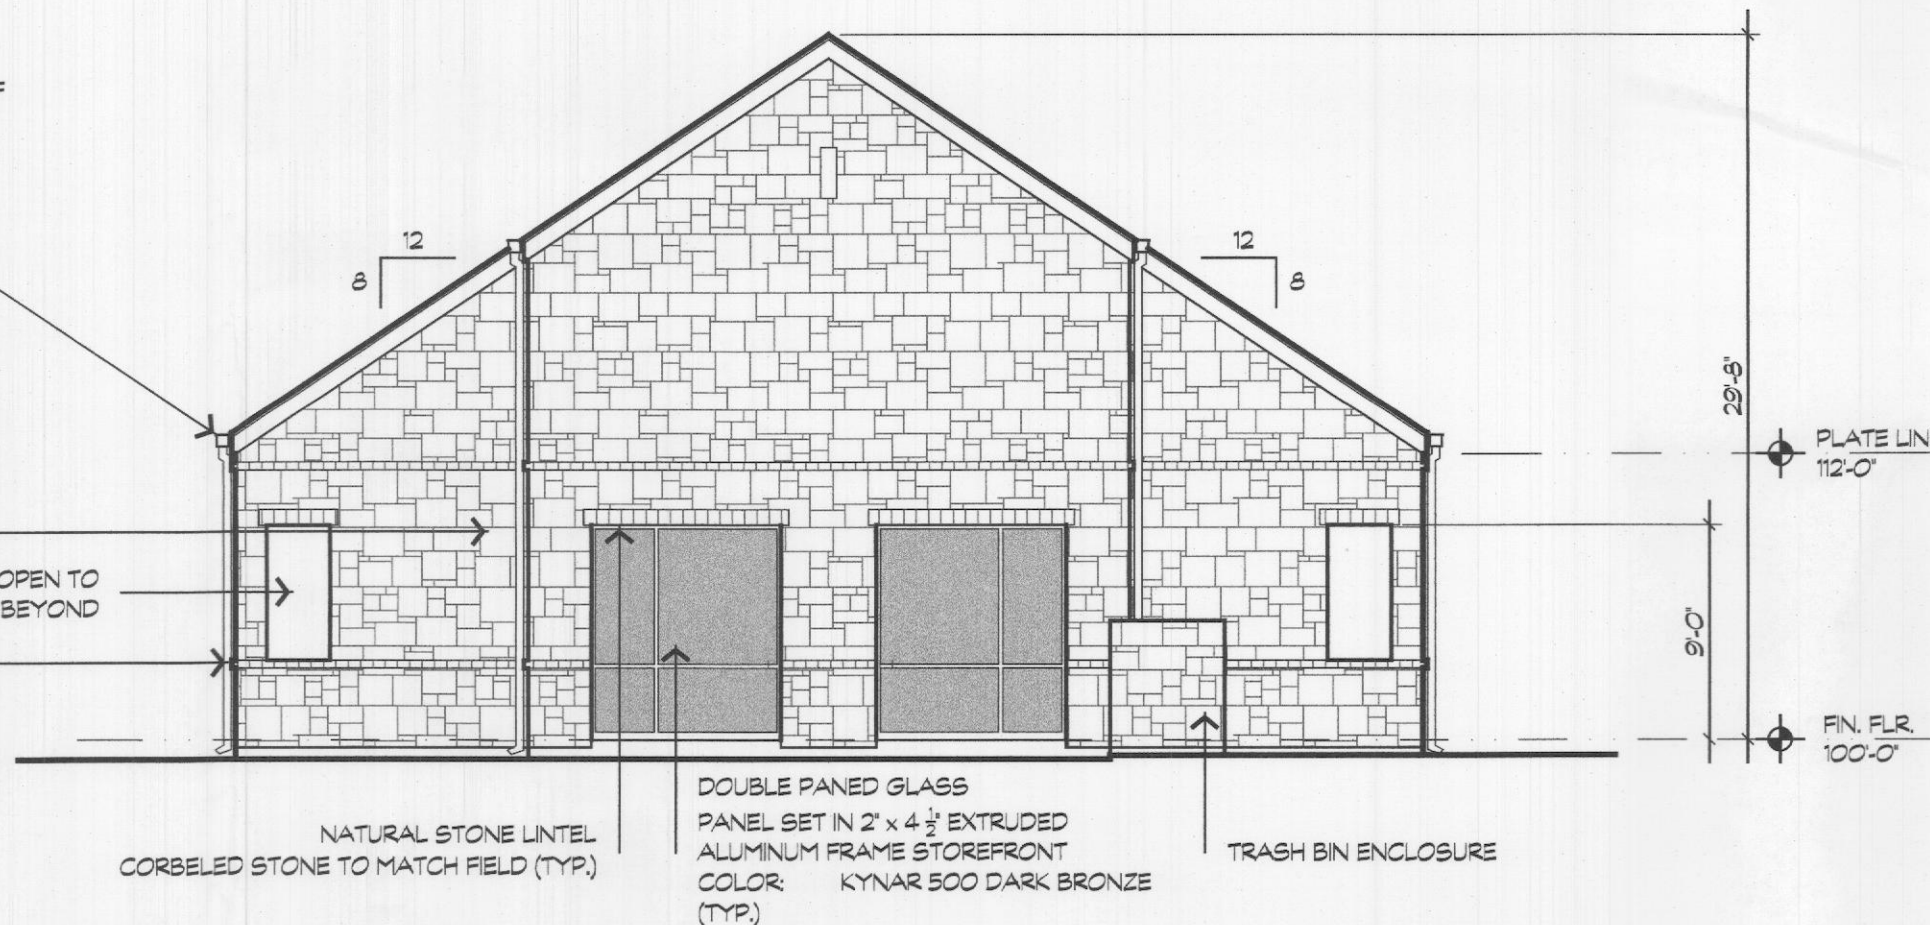 12
8
12
8
29'-8"
PLATE LIN
112'-0"
OPEN TO
BEYOND
9'-0"
FIN. FLR.
100'-0"
DOUBLE PANED GLASS
PANEL SET IN 2" x 4 ½" EXTRUDED
ALUMINUM FRAME STOREFRONT
COLOR: KYNAR 500 DARK BRONZE
(TYP.)
NATURAL STONE LINTEL
CORBELED STONE TO MATCH FIELD (TYP.)
TRASH BIN ENCLOSURE